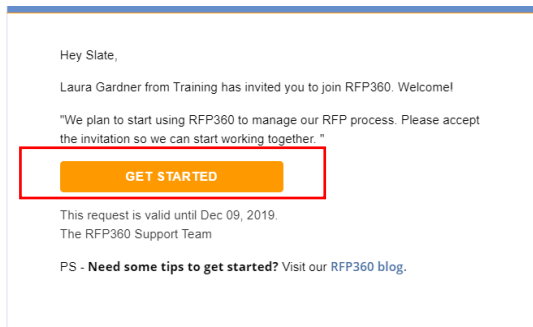 Hey Slate,
Laura Gardner from Training has invited you to join RFP360. Welcome!
"We plan to start using RFP360 to manage our RFP process. Please accept
the invitation so we can start working together. "
GET STARTED
This request is valid until Dec 09, 2019.
The RFP360 Support Team
PS - Need some tips to get started? Visit our RFP360 blog.